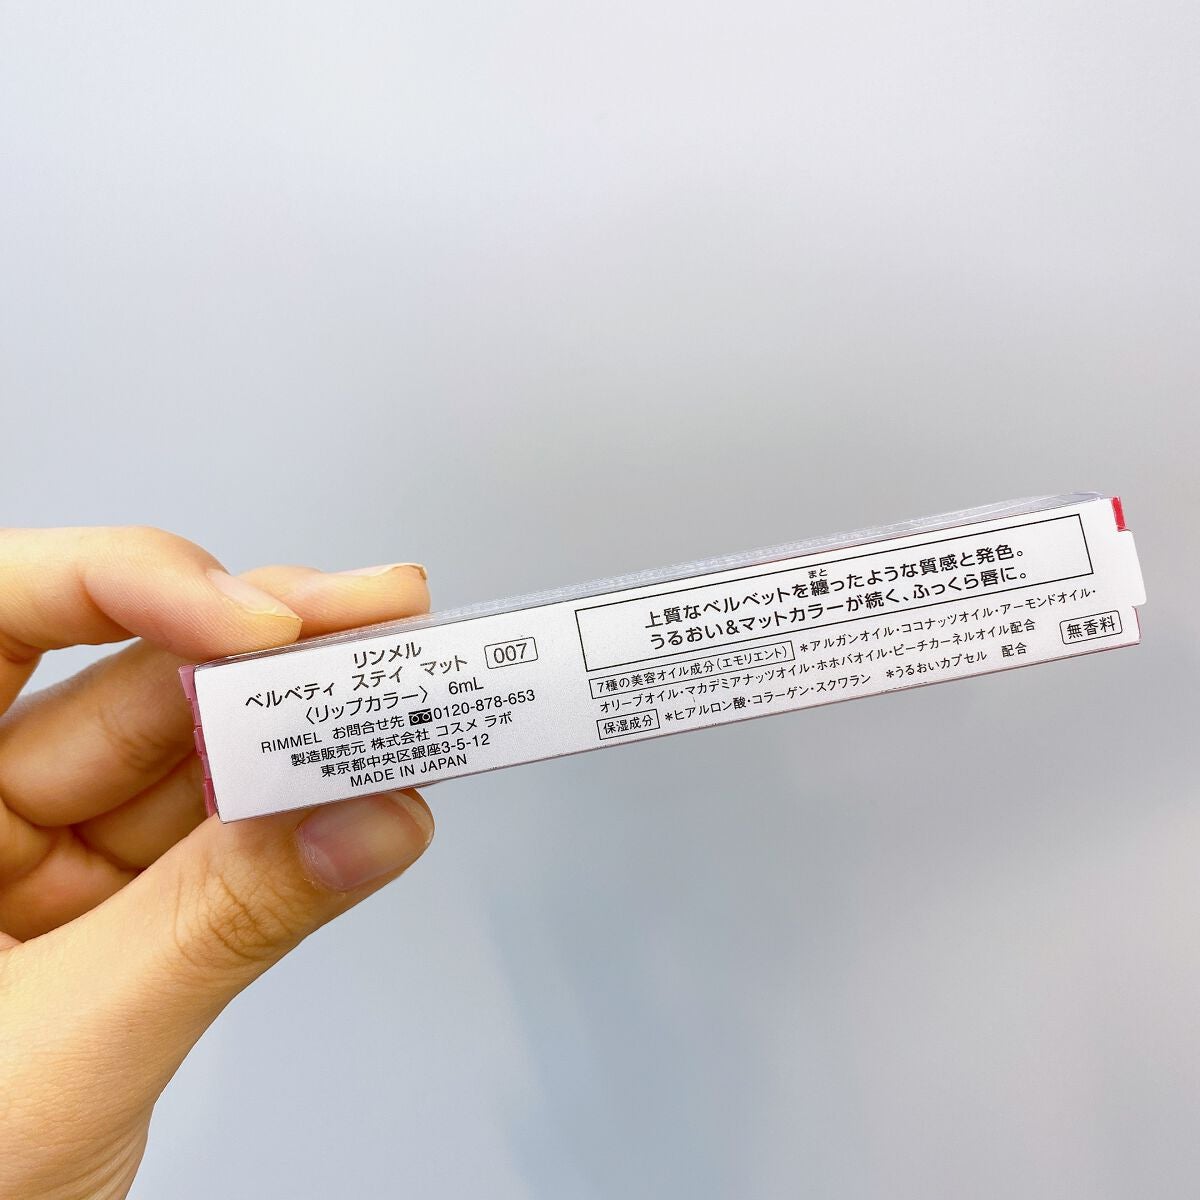 リンメル
ベルベティ ステイ マット 007
〈リップカラー〉 6mL
RIMMEL お問合せ先 0120-878-653
製造販売元 株式会社 コスメ ラボ
東京都中央区銀座3-5-12
MADE IN JAPAN
上質なベルベットを纏ったような質感と発色。
まと
うるおい&マットカラーが続く、ふっくら唇に。
7種の美容オイル成分(エモリエント) *アルガンオイル・ココナッツオイル・アーモンドオイル・
オリーブオイル・マカデミアナッツオイル・ホホバオイル・ピーチカーネルオイル配合
保湿成分 *ヒアルロン酸・コラーゲン・スクワラン *うるおいカプセル 配合
無香料